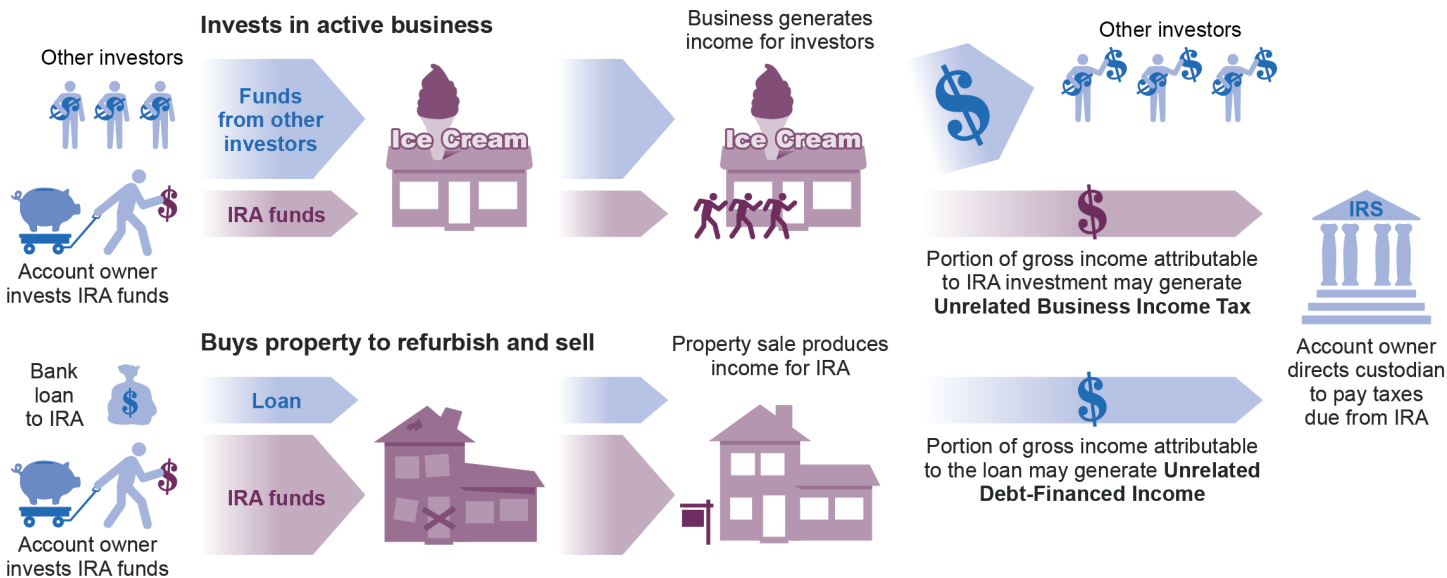 Invests in active business
Other investors
Funds
from other
investors
IRA funds
Account owner
invests IRA funds
Ice Cream
Business generates
income for investors
Ice Cream
$
Other investors
$
Portion of gross income attributable
to IRA investment may generate
Unrelated Business Income Tax
IRS
Account owner
directs custodian
to pay taxes
due from IRA
Buys property to refurbish and sell
Bank
loan
to IRA
$
Loan
IRA funds
Account owner
invests IRA funds
Property sale produces
income for IRA
$
Portion of gross income attributable
to the loan may generate Unrelated
Debt-Financed Income